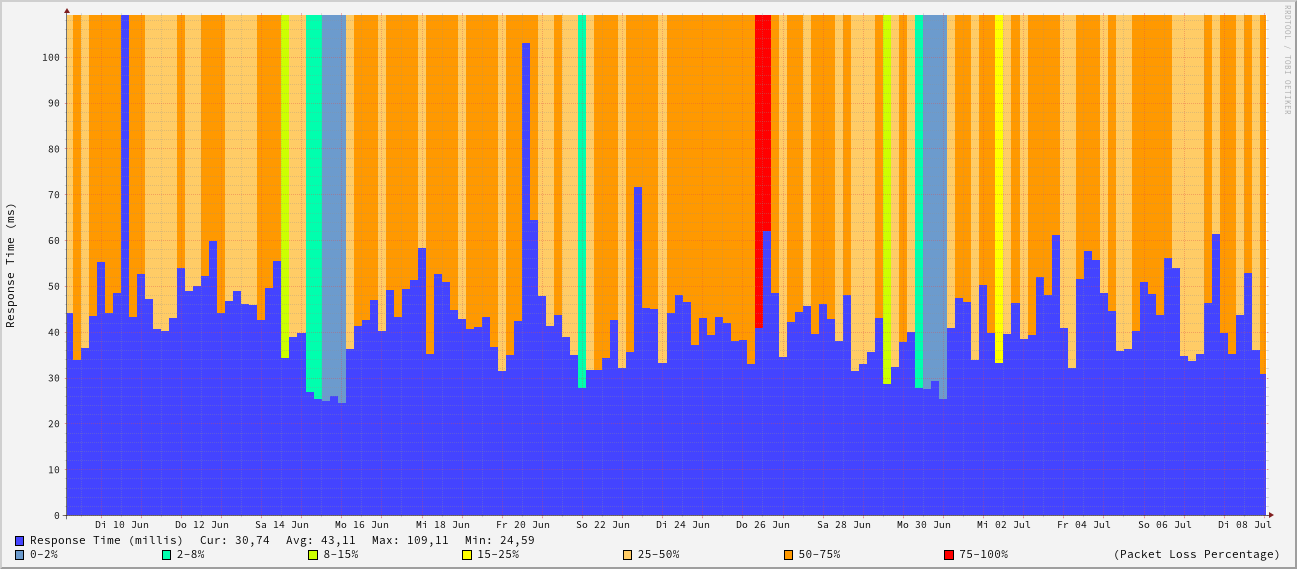 RRDTOOL / TOBI OETIKER
Response Time (ms)
100
90
80
70
60
50
40
30
20
10
0
Di 10 Jun Do 12 Jun Sa 14 Jun Mo 16 Jun Mi 18 Jun Fr 20 Jun So 22 Jun Di 24 Jun Do 26 Jun Sa 28 Jun Mo 30 Jun Mi 02 Jul Fr 04 Jul So 06 Jul Di 08 Jul
Response Time (millis) Cur: 30,74 Avg: 43,11 Max: 109,11 Min: 24,59
0-2% 2-8% 8-15% 15-25% 25-50% 50-75% 75-100% (Packet Loss Percentage)